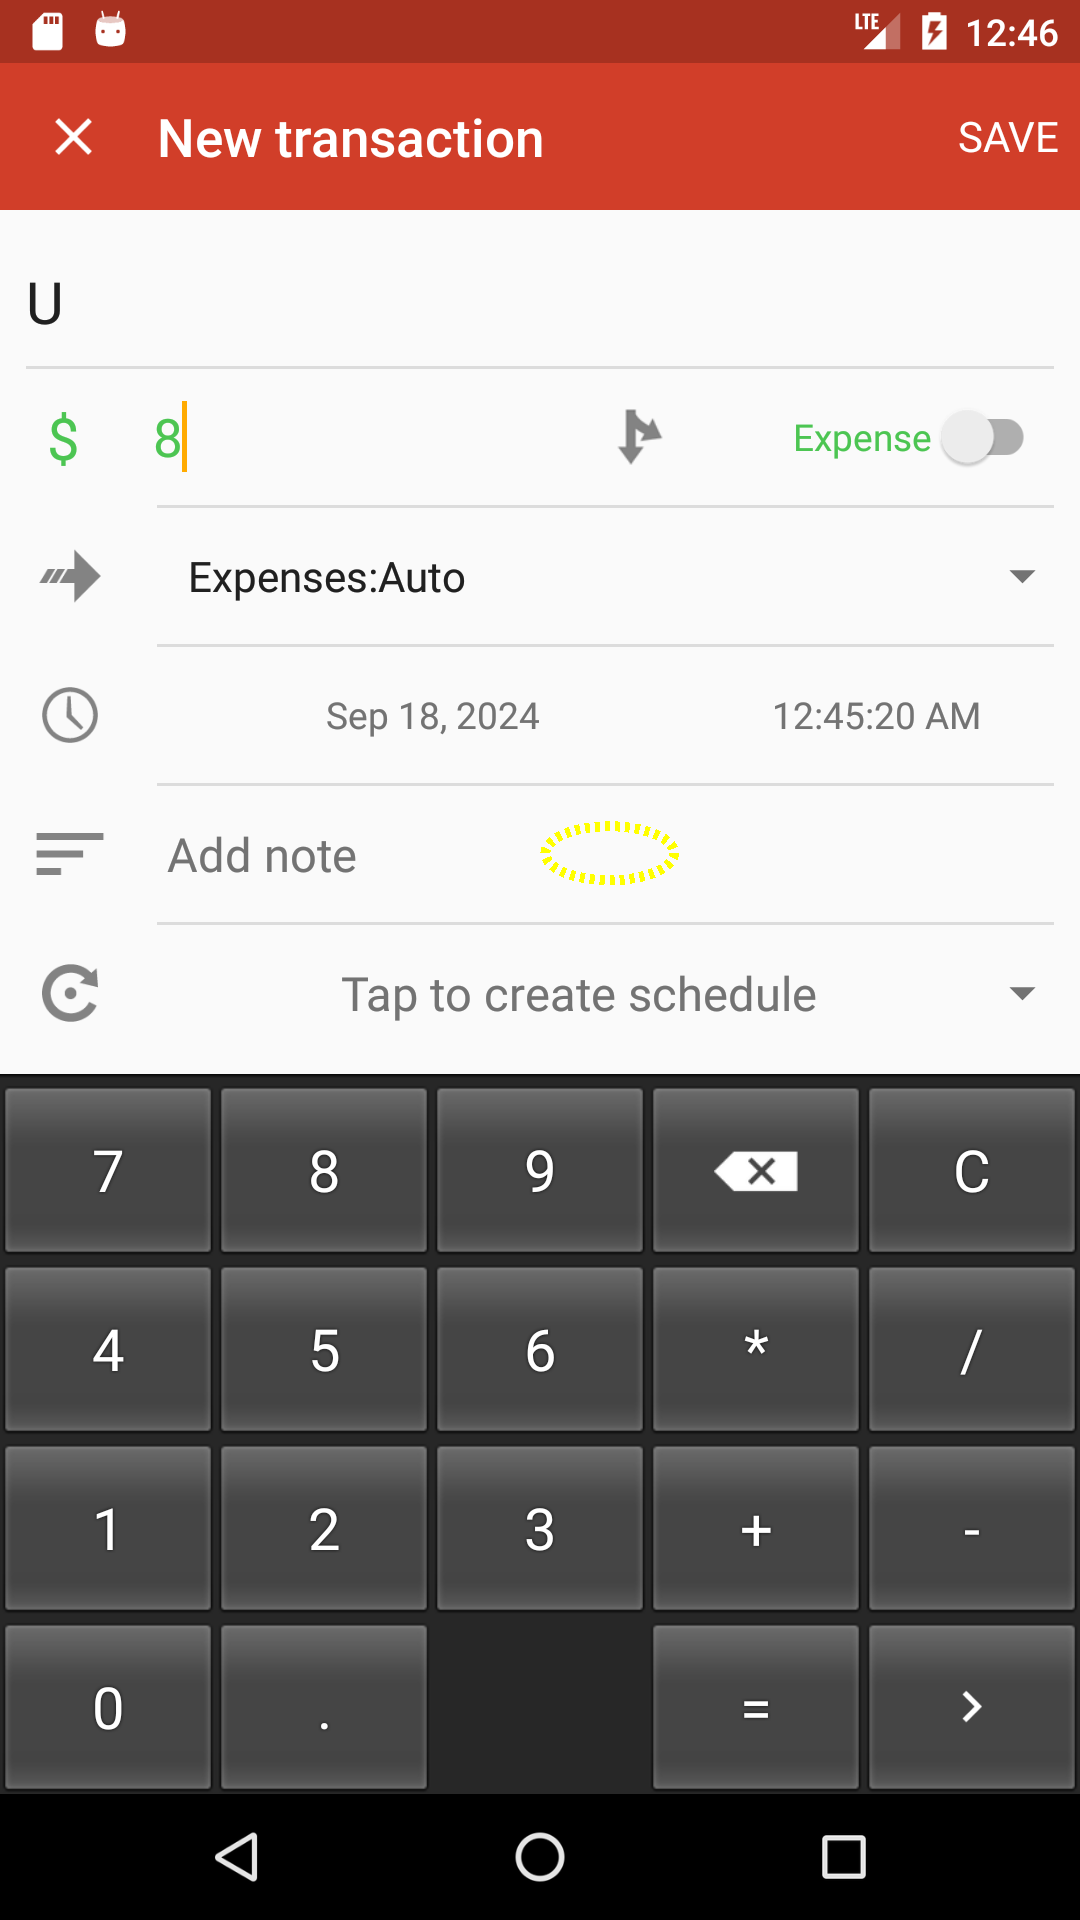 LTE 12:46
New transaction SAVE
U
$ 8 Expense
Expenses:Auto
Sep 18, 2024 12:45:20 AM
Add note
Tap to create schedule
7 8 9 C
4 5 6 * /
1 2 3 + -
0 . = >